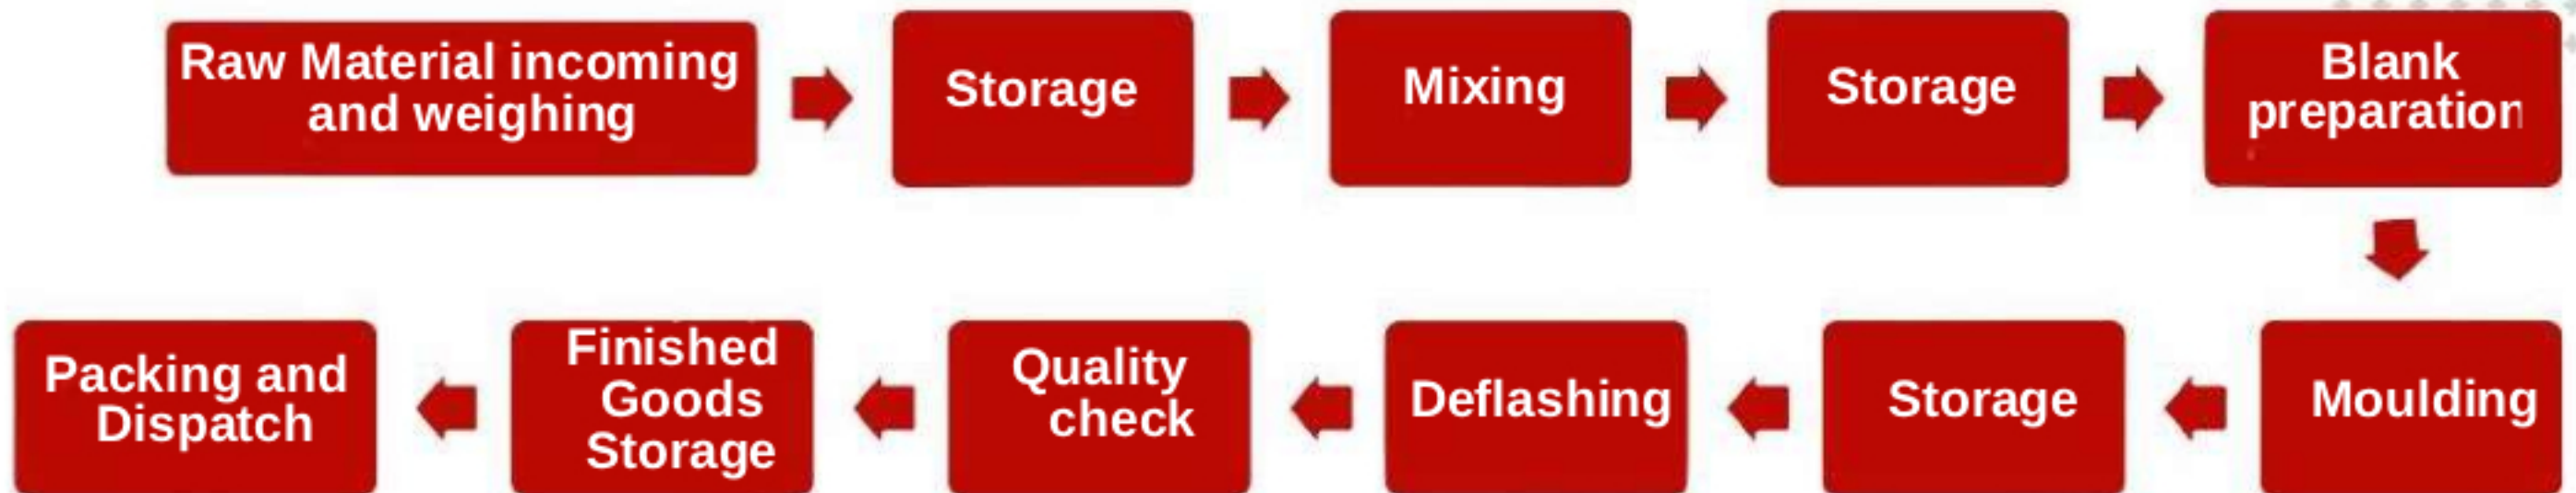 Raw Material incoming
and weighing
Storage
Mixing
Storage
Blank
preparation
Moulding
Storage
Deflashing
Quality
check
Finished
Goods
Storage
Packing and
Dispatch